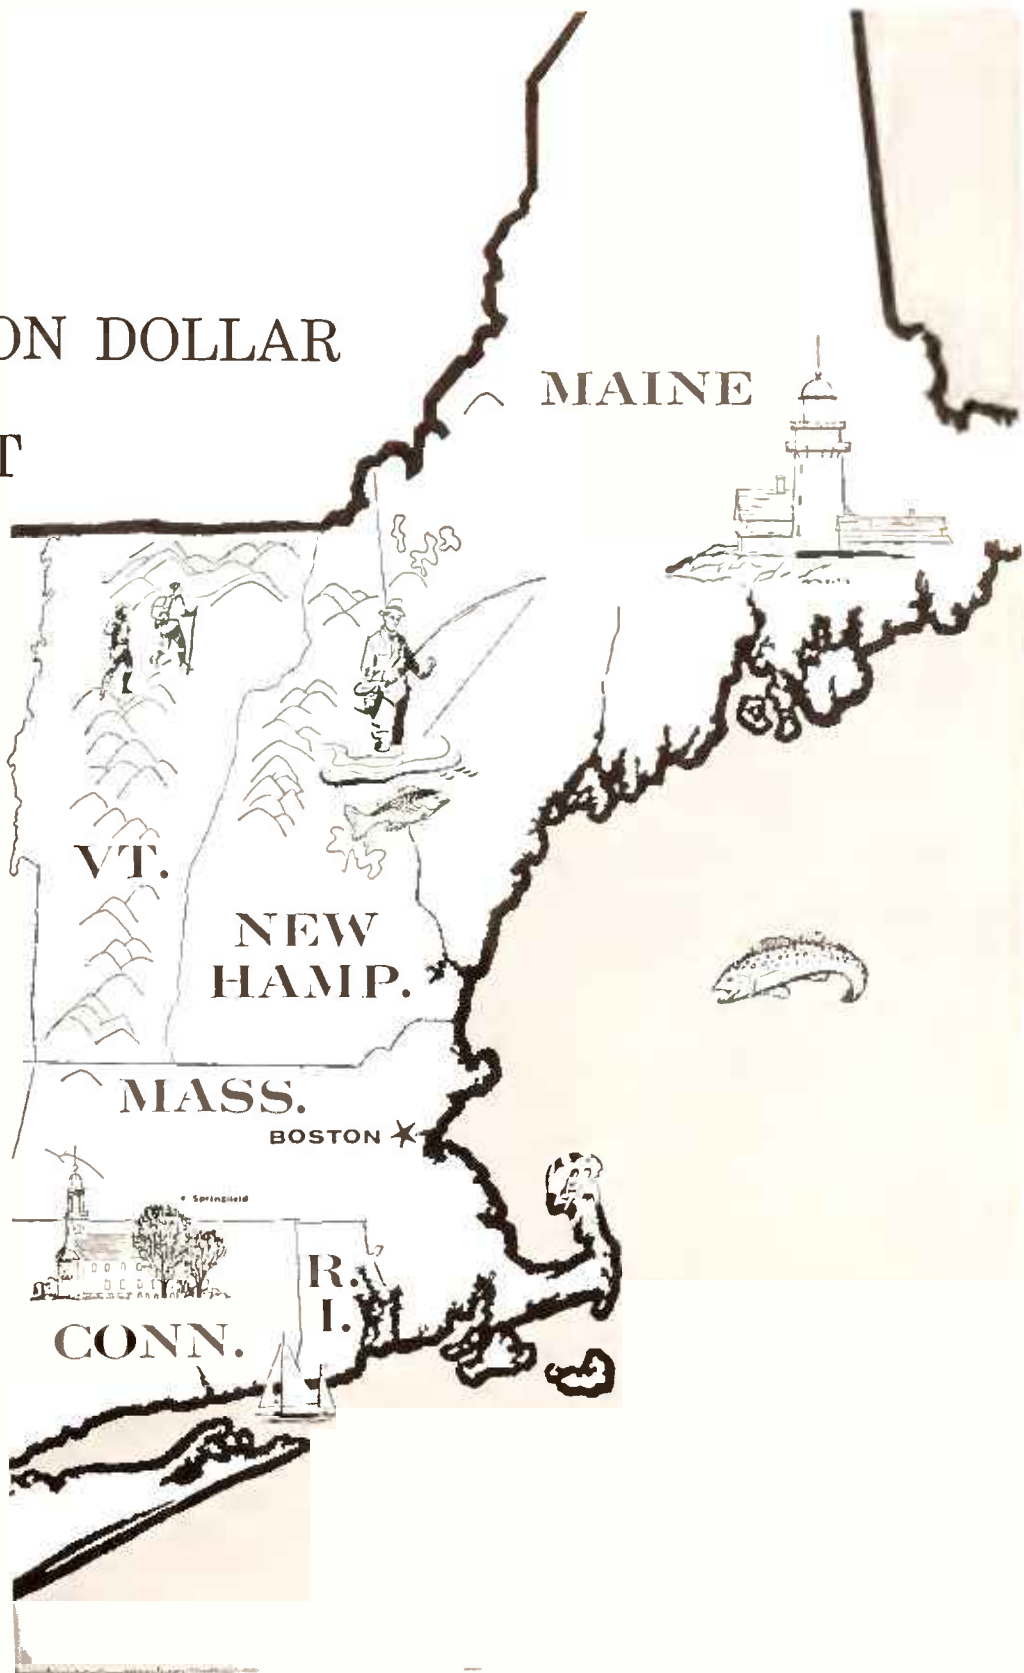 ON DOLLAR
T
MAINE
VT.
NEW
HAMP.
MASS.
BOSTON
Springfield
R.
I.
CONN.